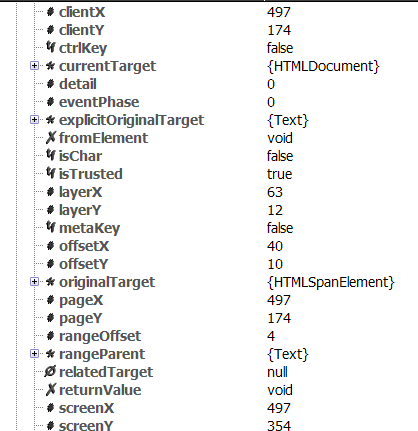 clientX 497
clientY 174
ctrlKey false
currentTarget {HTMLDocument}
detail 0
eventPhase 0
explicitOriginalTarget {Text}
fromElement void
isChar false
isTrusted true
layerX 63
layerY 12
metaKey false
offsetX 40
offsetY 10
originalTarget {HTMLSpanElement}
pageX 497
pageY 174
rangeOffset 4
rangeParent {Text}
relatedTarget null
returnValue void
screenX 497
screenY 354